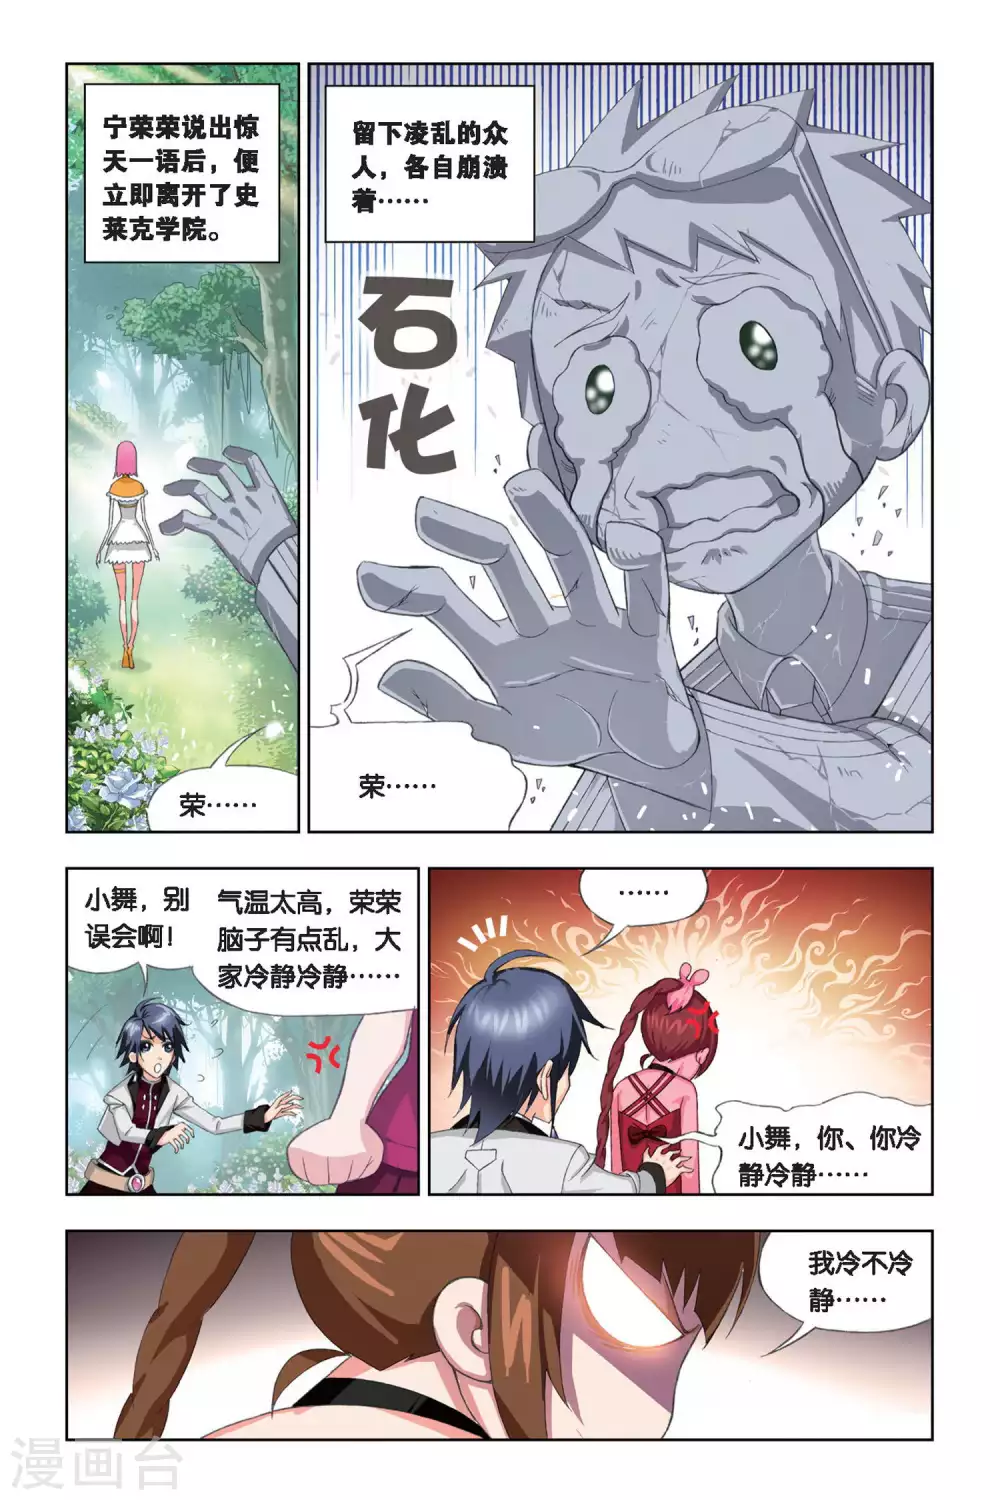 宁荣荣说出惊
天一语后，便
立即离开了史
莱克学院。
留下凌乱的众
人，各自崩溃
着……
石
化
荣……
荣……
小舞，别
误会啊！
气温太高，荣荣
脑子有点乱，大
家冷静冷静……
……
小舞，你、你冷
静冷静……
我冷不冷
静……
漫画台